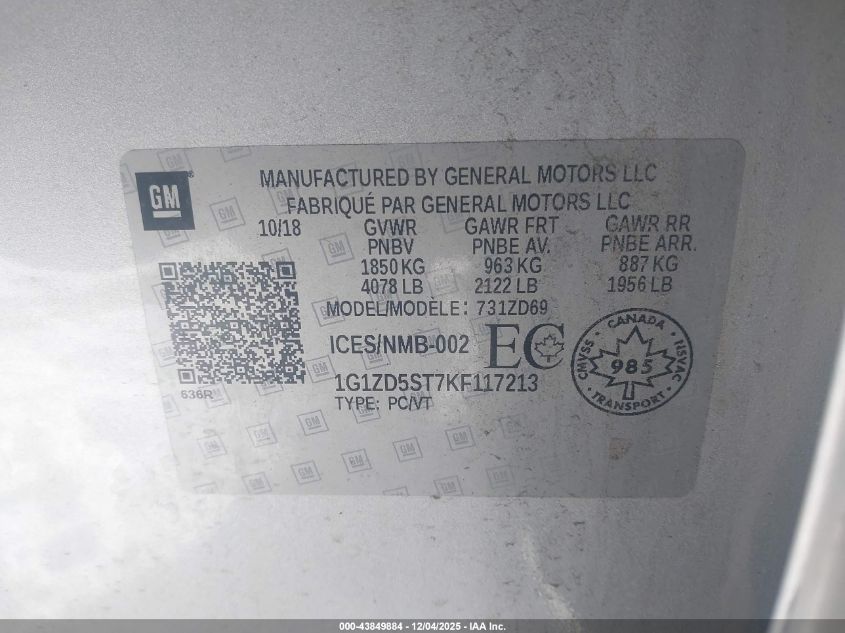 GM
MANUFACTURED BY GENERAL MOTORS LLC
FABRIQUÉ PAR GENERAL MOTORS LLC
10/18 GVWR GAWR FRT GAWR RR
PNBV PNBE AV. PNBE ARR.
1850 KG 963 KG 887 KG
4078 LB 2122 LB 1956 LB
MODEL/MODÈLE: 731ZD69
ICES/NMB-002 EC
1G1ZD5ST7KF117213
TYPE: PC/VT
636R
CANADA
CMVSS 985 NSVAC
TRANSPORT
000-43849884 - 12/04/2025 - IAA Inc.